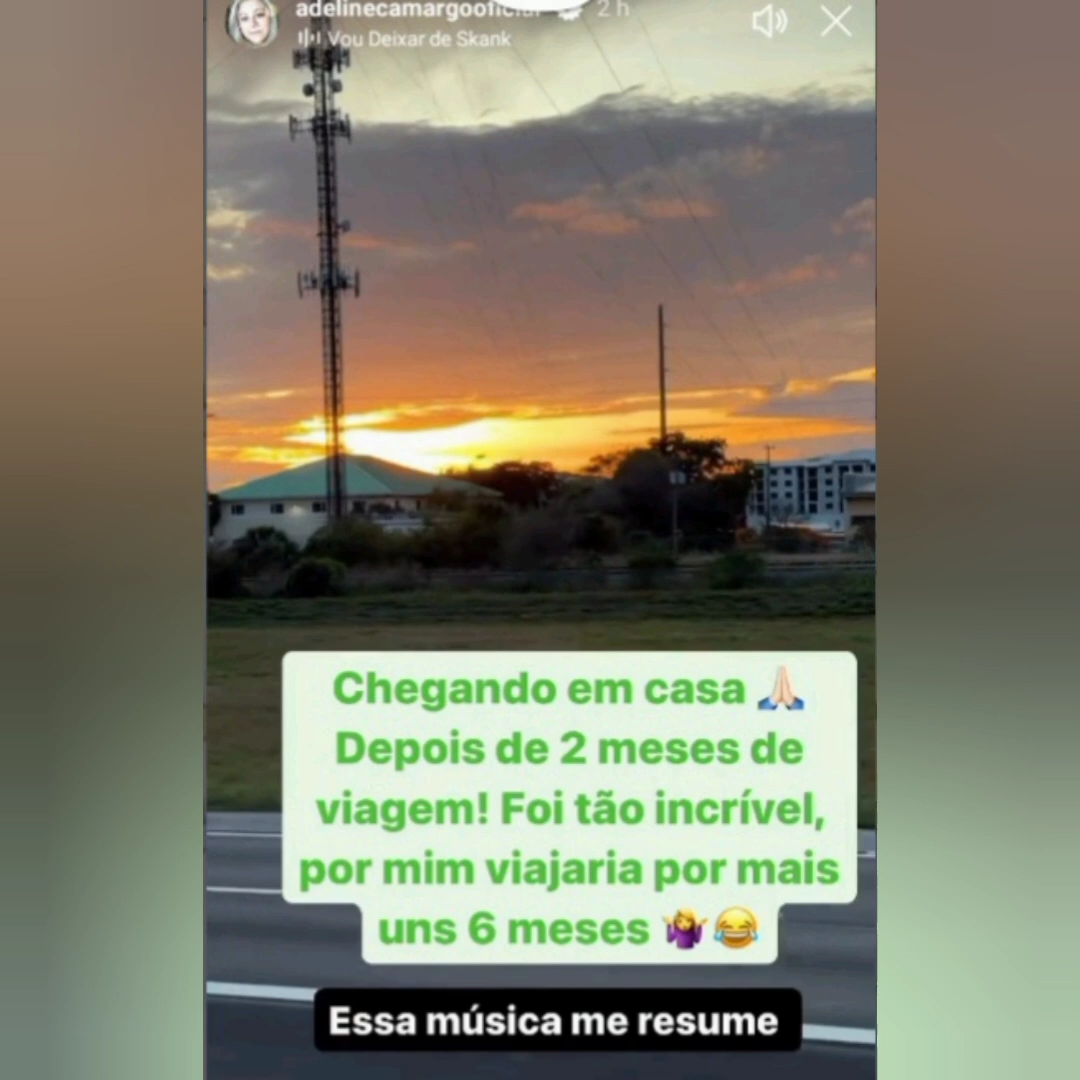 adelinecamargooficial 2 h
Vou Deixar de Skank
Chegando em casa 🙏🏻
Depois de 2 meses de
viagem! Foi tão incrível,
por mim viajaria por mais
uns 6 meses 🤷‍♀️😂
Essa música me resume